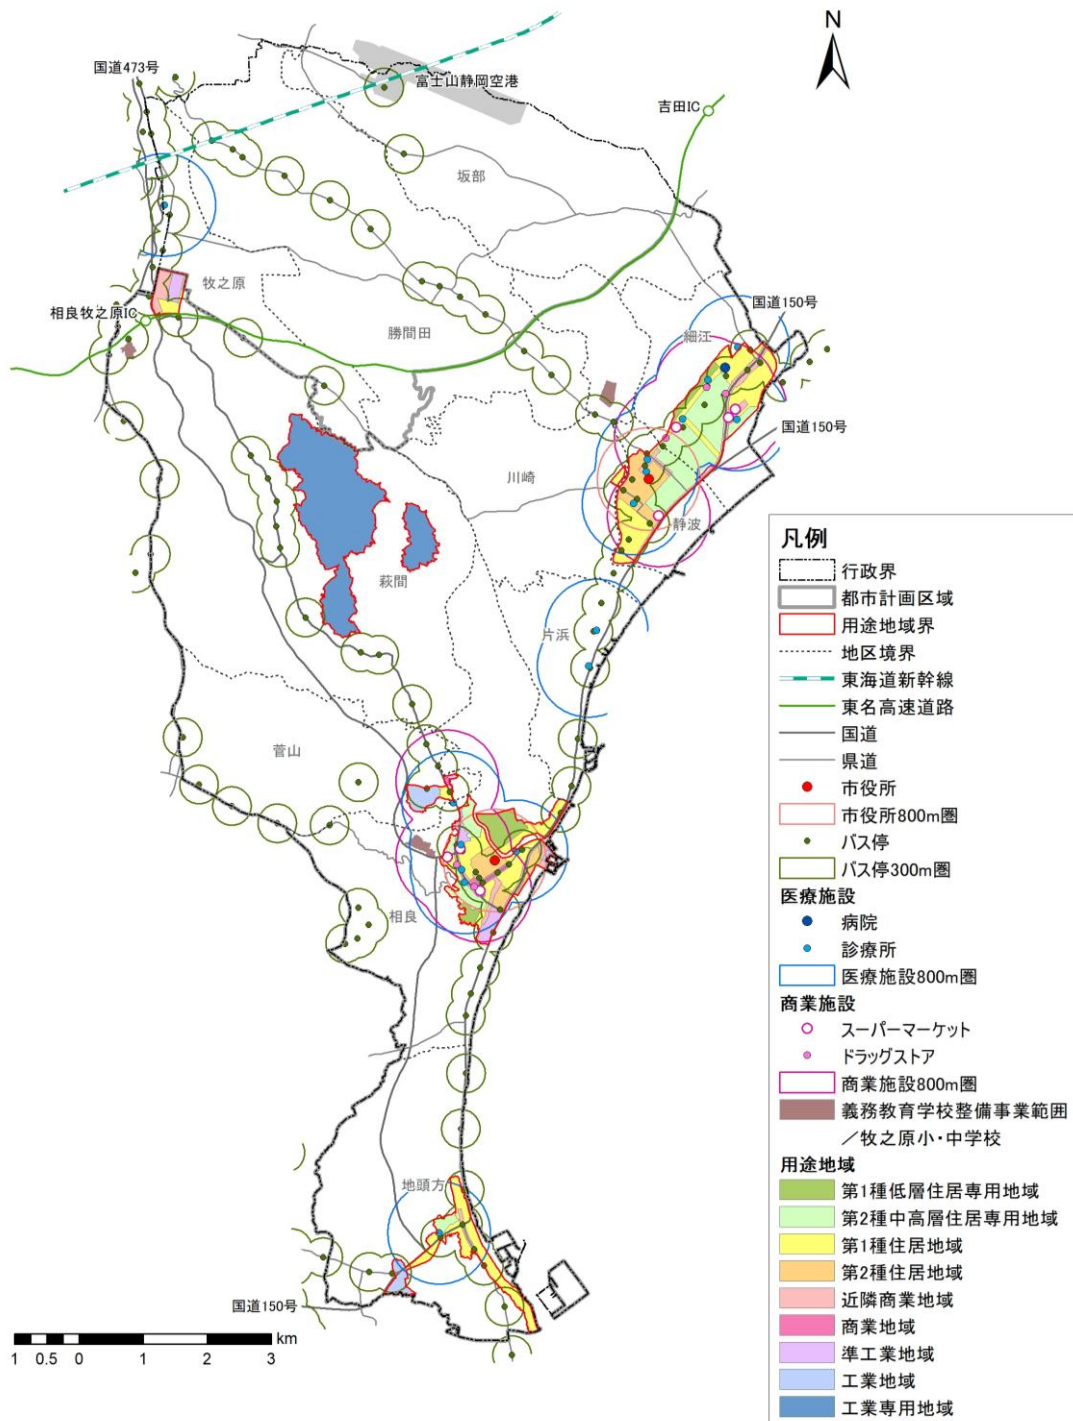 N
国道473号
富士山静岡空港
吉田IC
坂部
牧之原
国道150号
相良牧之原IC
勝間田
細江
国道150号
川崎
静波
萩間
片浜
菅山
相良
地頭方
国道150号
km
1 0.5 0 1 2 3
凡例
行政界
都市計画区域
用途地域界
地区境界
東海道新幹線
東名高速道路
国道
県道
市役所
市役所800m圏
バス停
バス停300m圏
医療施設
病院
診療所
医療施設800m圏
商業施設
スーパーマーケット
ドラッグストア
商業施設800m圏
義務教育学校整備事業範囲
／牧之原小・中学校
用途地域
第1種低層住居専用地域
第2種中高層住居専用地域
第1種住居地域
第2種住居地域
近隣商業地域
商業地域
準工業地域
工業地域
工業専用地域